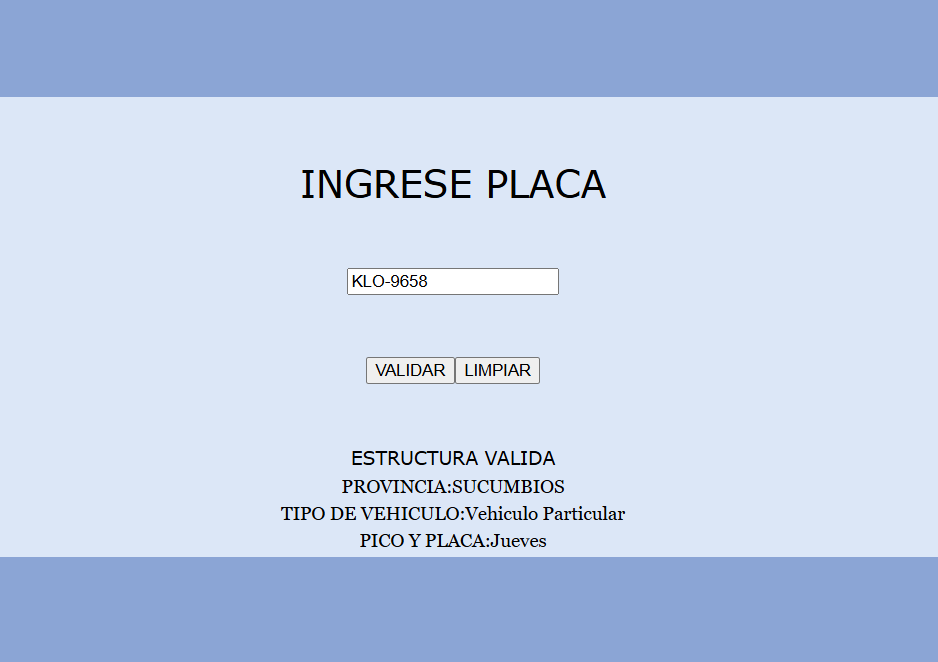 INGRESE PLACA
KLO-9658
VALIDAR LIMPIAR
ESTRUCTURA VALIDA
PROVINCIA:SUCUMBIOS
TIPO DE VEHICULO:Vehiculo Particular
PICO Y PLACA:Jueves